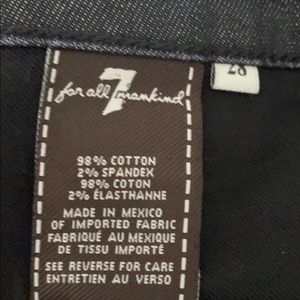 7
for all mankind
28
98% COTTON
2% SPANDEX
98% COTON
2% ÉLASTHANNE
MADE IN MEXICO
OF IMPORTED FABRIC
FABRIQUÉ AU MEXIQUE
DE TISSU IMPORTÉ
SEE REVERSE FOR CARE
ENTRETIEN AU VERSO